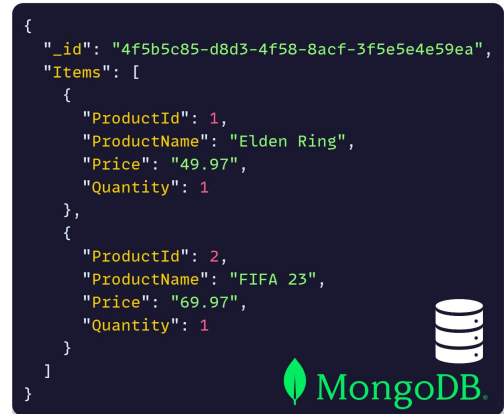 {
  "_id": "4f5b5c85-d8d3-4f58-8acf-3f5e5e4e59ea",
  "Items": [
    {
      "ProductId": 1,
      "ProductName": "Elden Ring",
      "Price": "49.97",
      "Quantity": 1
    },
    {
      "ProductId": 2,
      "ProductName": "FIFA 23",
      "Price": "69.97",
      "Quantity": 1
    }
  ]
}
MongoDB.